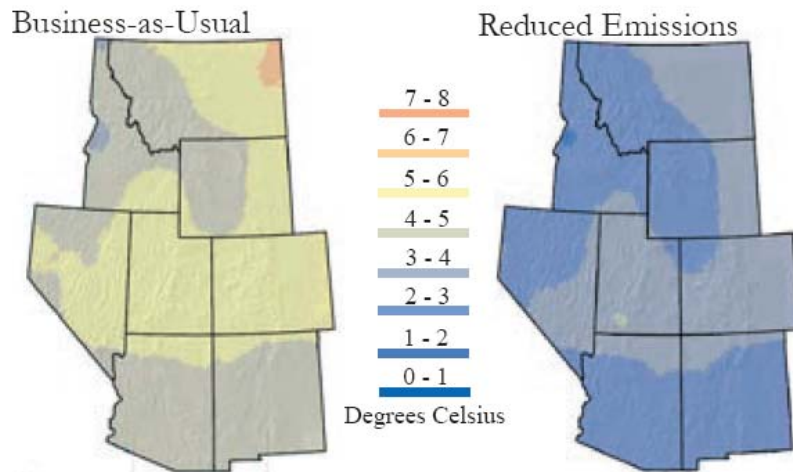 Business-as-Usual
Reduced Emissions
7 - 8
6 - 7
5 - 6
4 - 5
3 - 4
2 - 3
1 - 2
0 - 1
Degrees Celsius